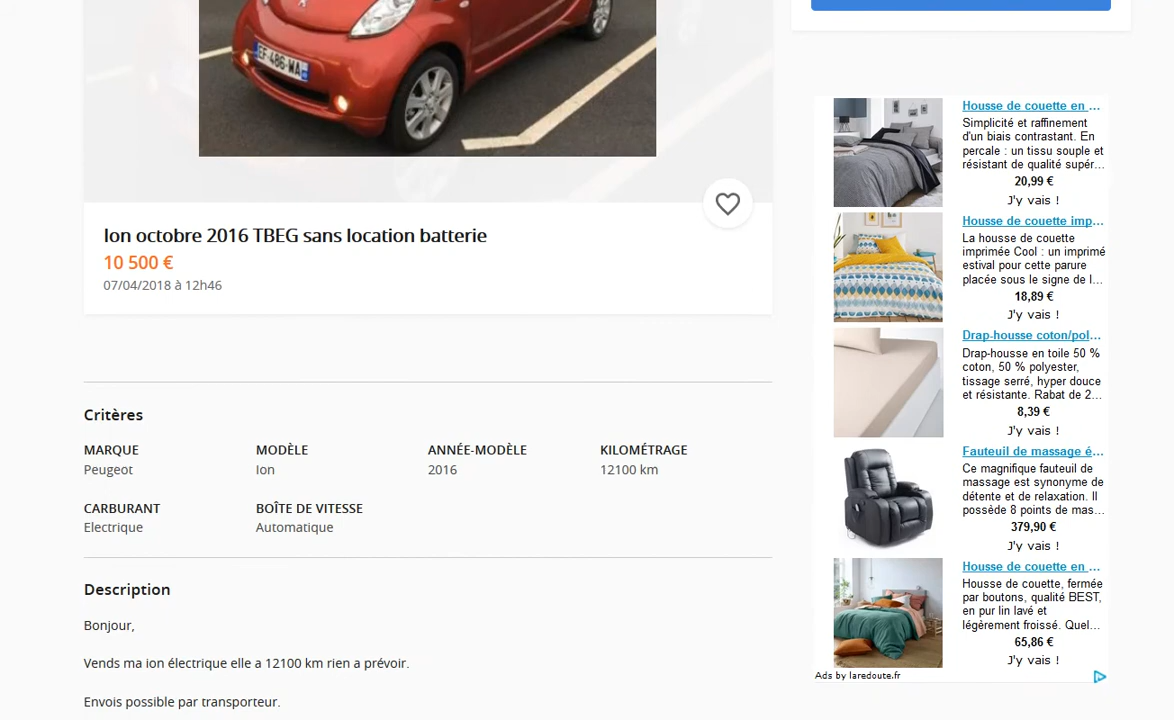 EF-486-WA
Ion octobre 2016 TBEG sans location batterie
10 500 €
07/04/2018 à 12h46
Critères
MARQUE
Peugeot
MODÈLE
Ion
ANNÉE-MODÈLE
2016
KILOMÉTRAGE
12100 km
CARBURANT
Electrique
BOÎTE DE VITESSE
Automatique
Description
Bonjour,
Vends ma ion électrique elle a 12100 km rien a prévoir.
Envois possible par transporteur.
Housse de couette en ...
Simplicité et raffinement
d'un biais contrastant. En
percale : un tissu souple et
résistant de qualité supér...
20,99 €
J'y vais !
Housse de couette imp...
La housse de couette
imprimée Cool : un imprimé
estival pour cette parure
placée sous le signe de l...
18,89 €
J'y vais !
Drap-housse coton/pol...
Drap-housse en toile 50 %
coton, 50 % polyester,
tissage serré, hyper douce
et résistante. Rabat de 2...
8,39 €
J'y vais !
Fauteuil de massage é...
Ce magnifique fauteuil de
massage est synonyme de
détente et de relaxation. Il
possède 8 points de mas...
379,90 €
J'y vais !
Housse de couette en ...
Housse de couette, fermée
par boutons, qualité BEST,
en pur lin lavé et
légèrement froissé. Quel...
65,86 €
J'y vais !
Ads by laredoute.fr